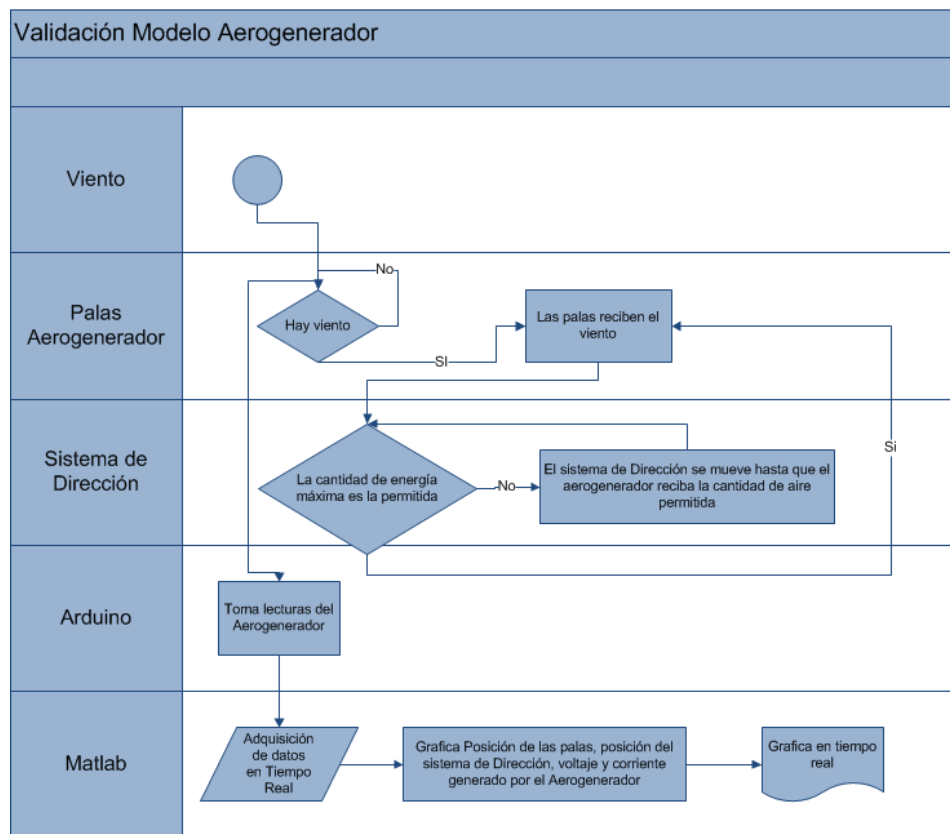 Validación Modelo Aerogenerador
Viento
Palas
Aerogenerador
No
Hay viento
SI
Las palas reciben el
viento
Sistema de
Dirección
La cantidad de energía
máxima es la permitida
No
El sistema de Dirección se mueve hasta que el
aerogenerador reciba la cantidad de aire
permitida
Si
Arduino
Toma lecturas del
Aerogenerador
Matlab
Adquisición
de datos
en Tiempo
Real
Grafica Posición de las palas, posición del
sistema de Dirección, voltaje y corriente
generado por el Aerogenerador
Grafica en tiempo
real